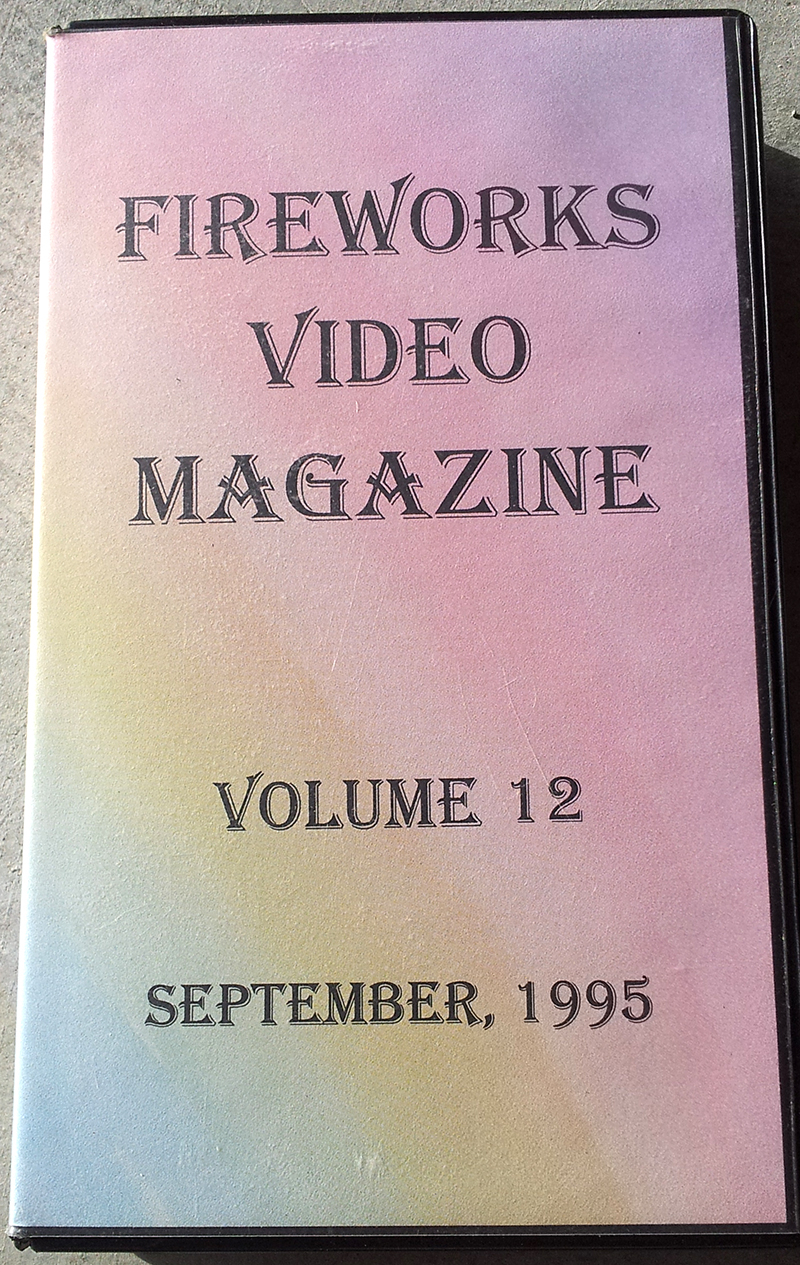 FIREWORKS
VIDEO
MAGAZINE
VOLUME 12
SEPTEMBER, 1995